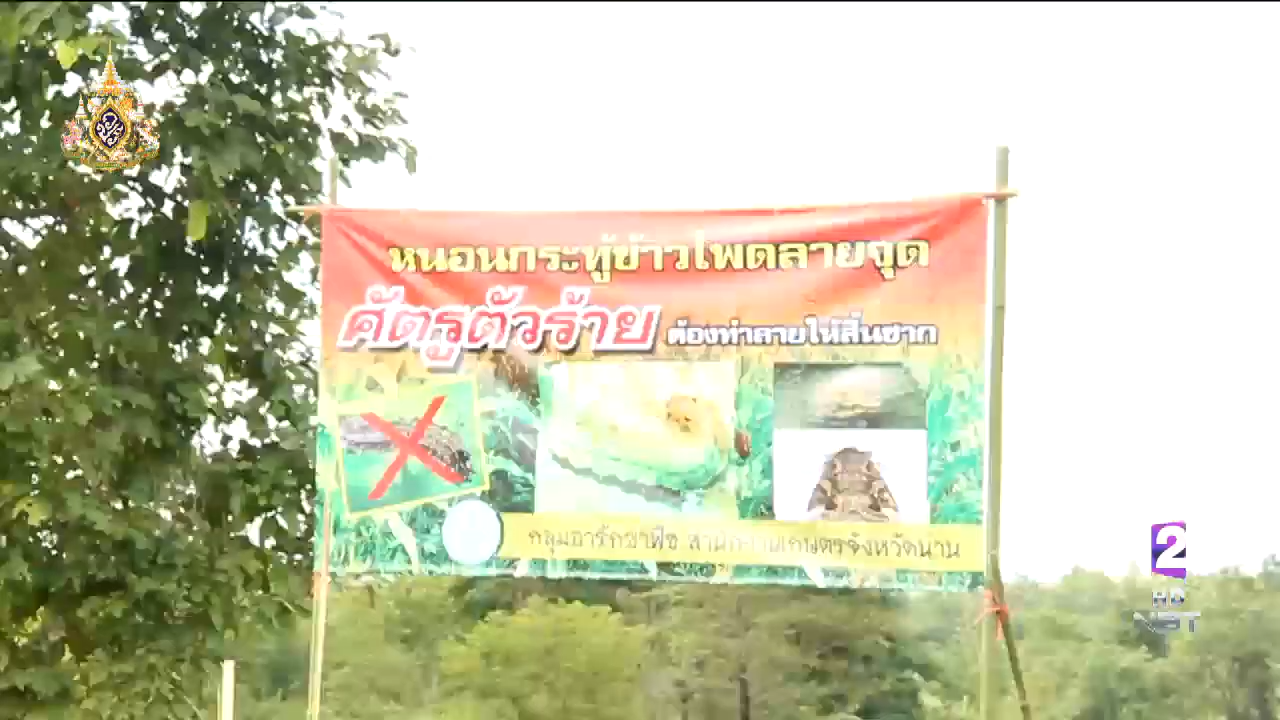 หนอนกระทู้ข้าวโพดลายจุด
ศัตรูตัวร้าย ต้องทำลายให้สิ้นซาก
กลุ่มอารักขาพืช สำนักงานเกษตรจังหวัดน่าน
2
HD
NBT